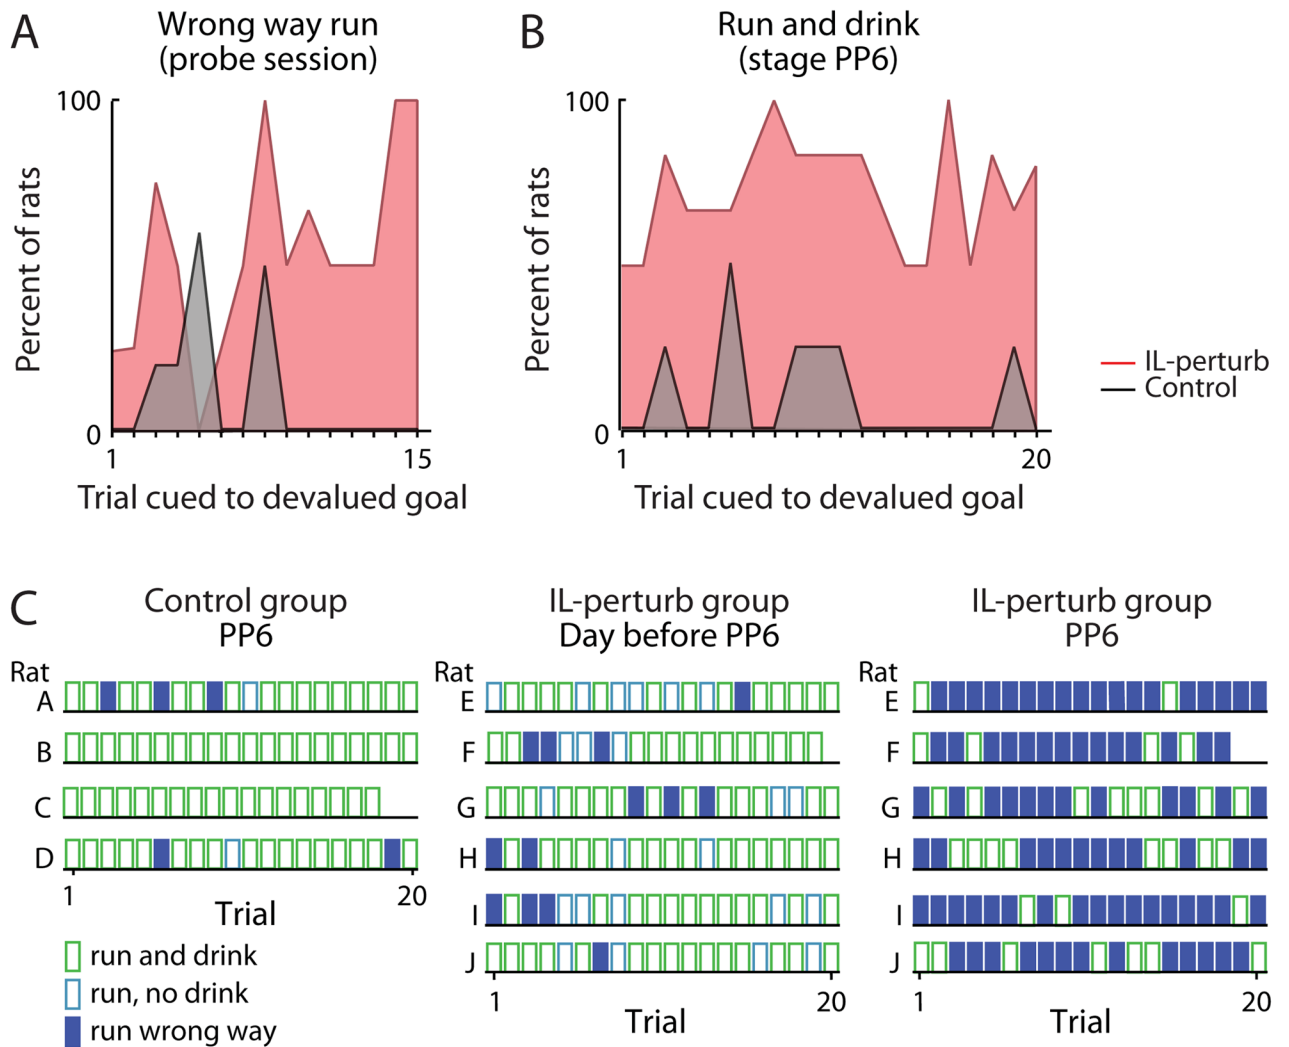 A
Wrong way run
(probe session)
100
Percent of rats
0
1
15
Trial cued to devalued goal
B
Run and drink
(stage PP6)
100
Percent of rats
0
1
20
Trial cued to devalued goal
IL-perturb
Control
C
Control group
PP6
Rat
A
B
C
D
1
20
Trial
run and drink
run, no drink
run wrong way
IL-perturb group
Day before PP6
Rat
E
F
G
H
I
J
1
20
Trial
IL-perturb group
PP6
Rat
E
F
G
H
I
J
1
20
Trial